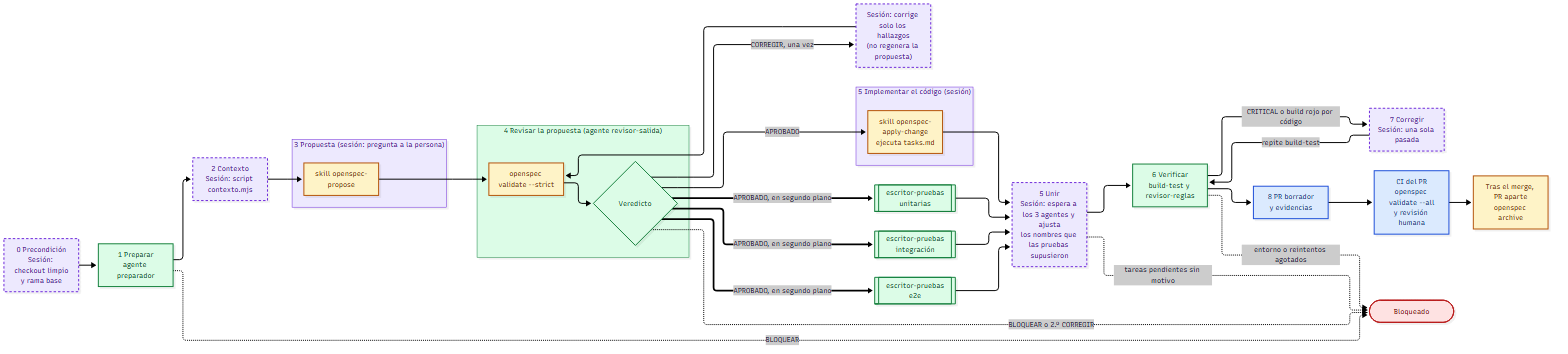 0 Precondición
Sesión:
checkout limpio
y rama base
1 Preparar
agente
preparador
2 Contexto
Sesión: script
contexto.mjs
3 Propuesta (sesión: pregunta a la persona)
skill openspec-
propose
4 Revisar la propuesta (agente revisor-salida)
openspec
validate --strict
Veredicto
CORREGIR, una vez
Sesión: corrige
solo los
hallazgos
(no regenera la
propuesta)
APROBADO
5 Implementar el código (sesión)
skill openspec-
apply-change
ejecuta tasks.md
APROBADO, en segundo plano
escritor-pruebas
unitarias
APROBADO, en segundo plano
escritor-pruebas
integración
APROBADO, en segundo plano
escritor-pruebas
e2e
BLOQUEAR o 2.º CORREGIR
BLOQUEAR
5 Unir
Sesión: espera a
los 3 agentes y
ajusta
los nombres que
las pruebas
supusieron
tareas pendientes sin
motivo
6 Verificar
build-test y
revisor-reglas
CRITICAL o build rojo por
código
repite build-test
7 Corregir
Sesión: una sola
pasada
8 PR borrador
y evidencias
CI del PR
openspec
validate --all
y revisión
humana
Tras el merge,
PR aparte
openspec
archive
entorno o reintentos
agotados
Bloqueado